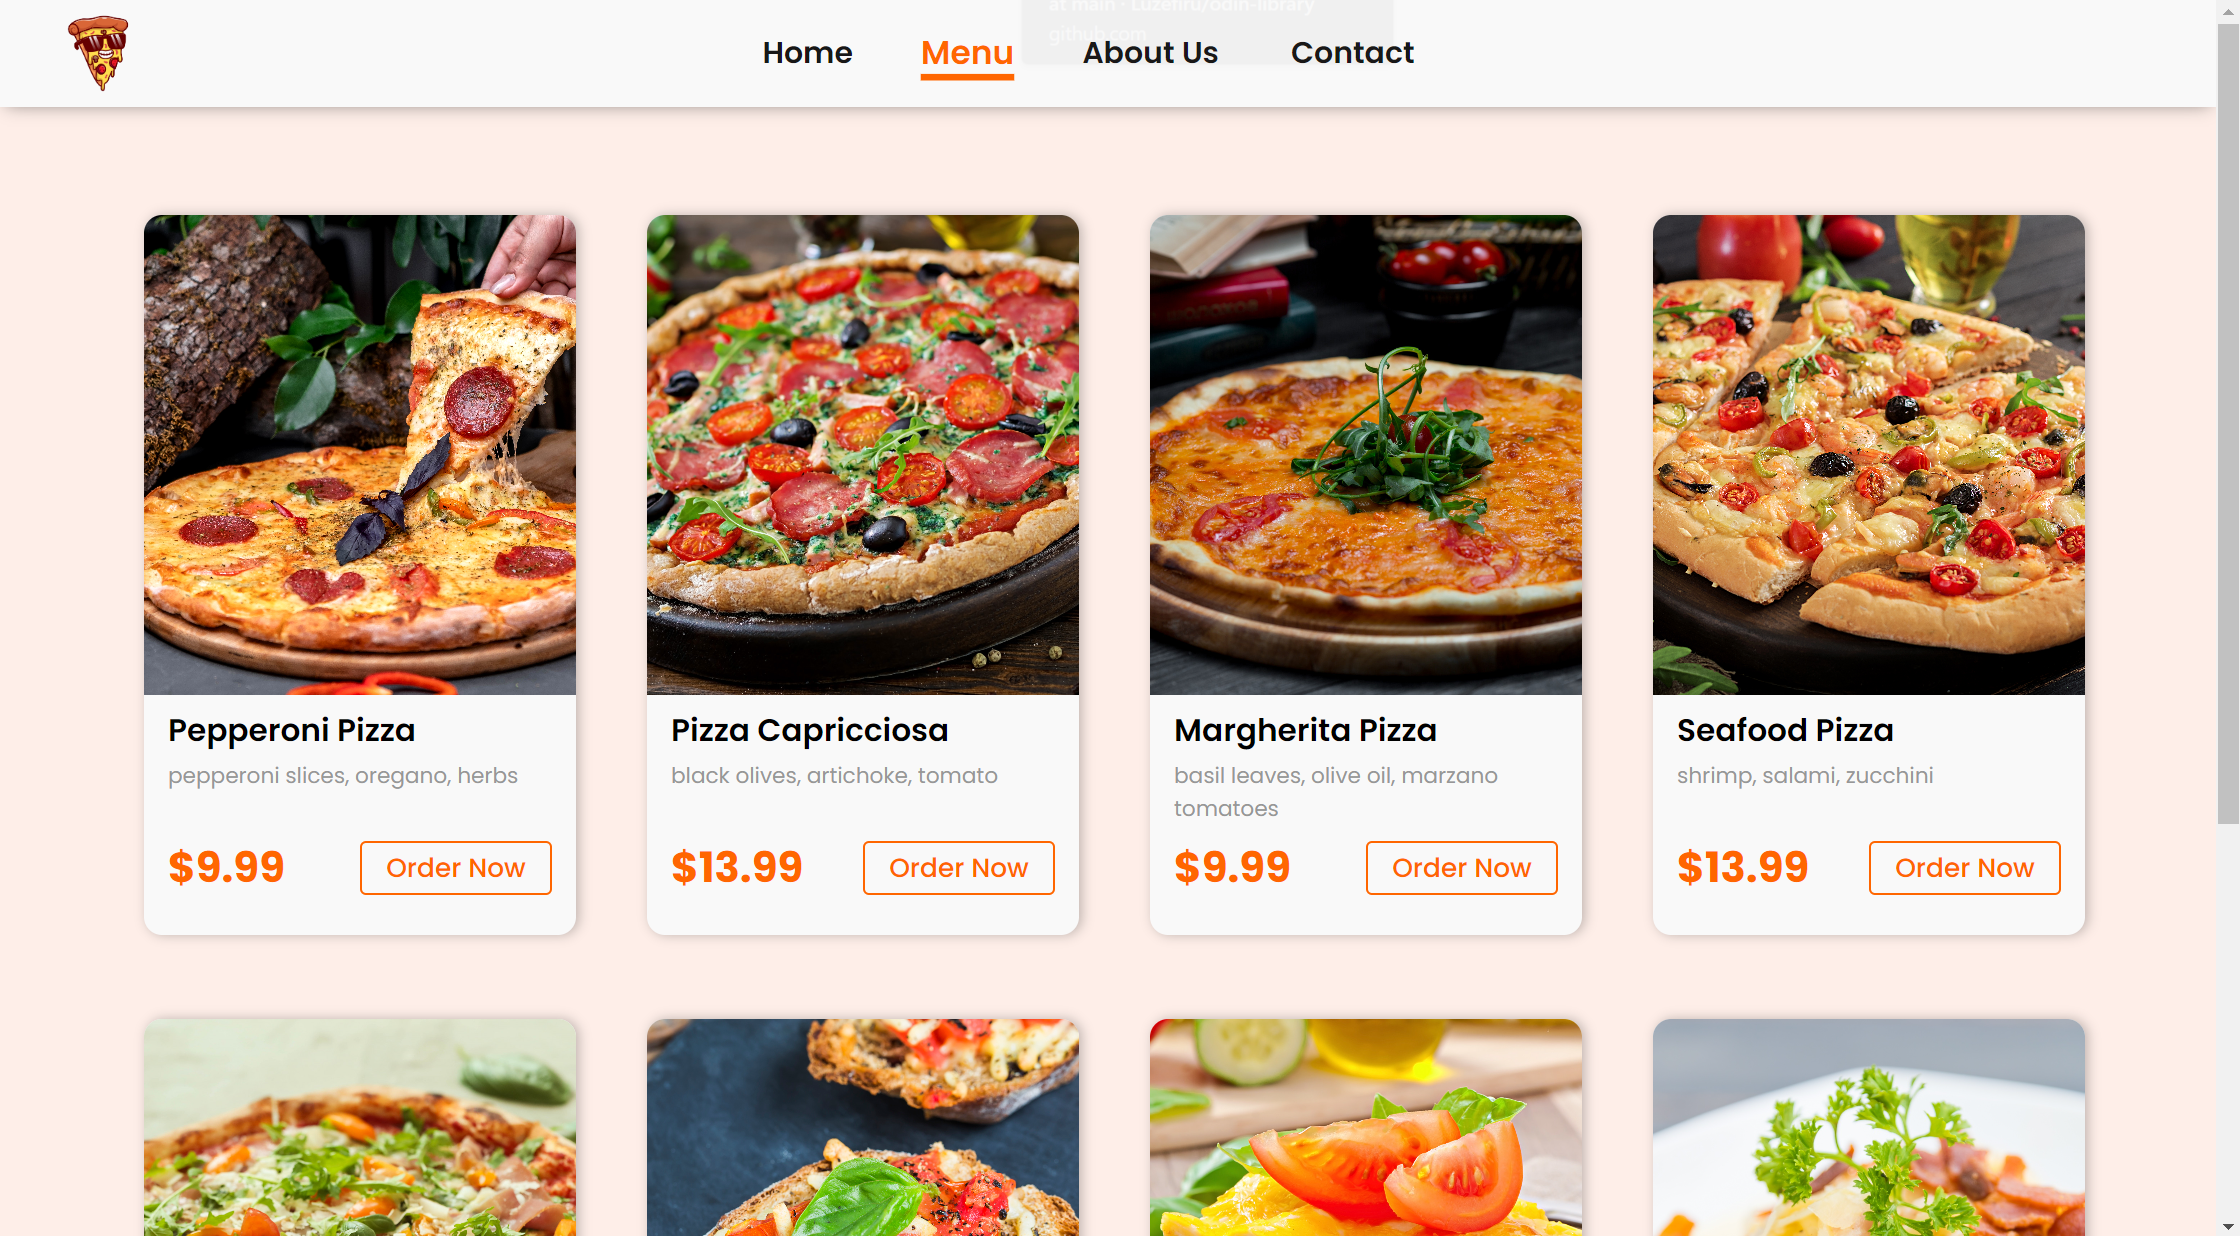 at main · Luzefiru/odin-library
github.com
Home
Menu
About Us
Contact
Pepperoni Pizza
pepperoni slices, oregano, herbs
$9.99
Order Now
Pizza Capricciosa
black olives, artichoke, tomato
$13.99
Order Now
Margherita Pizza
basil leaves, olive oil, marzano
tomatoes
$9.99
Order Now
Seafood Pizza
shrimp, salami, zucchini
$13.99
Order Now